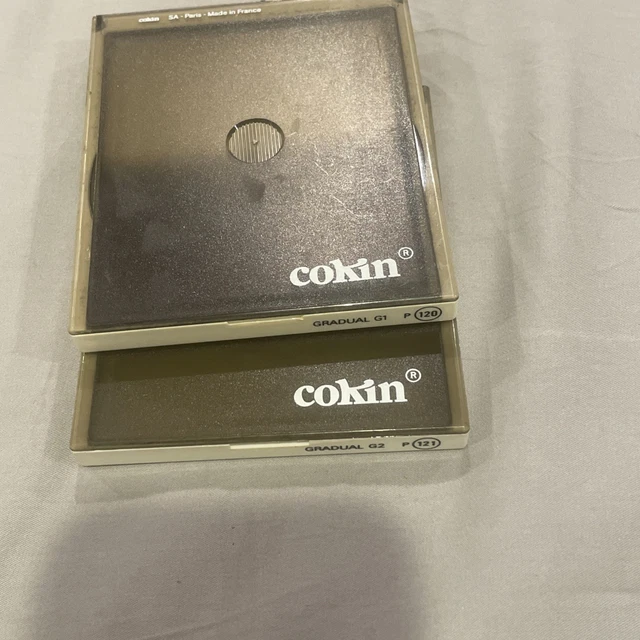 cokin SA - Paris - Made in France
cokin®
GRADUAL G1 P 120
cokin®
GRADUAL G2 P 121